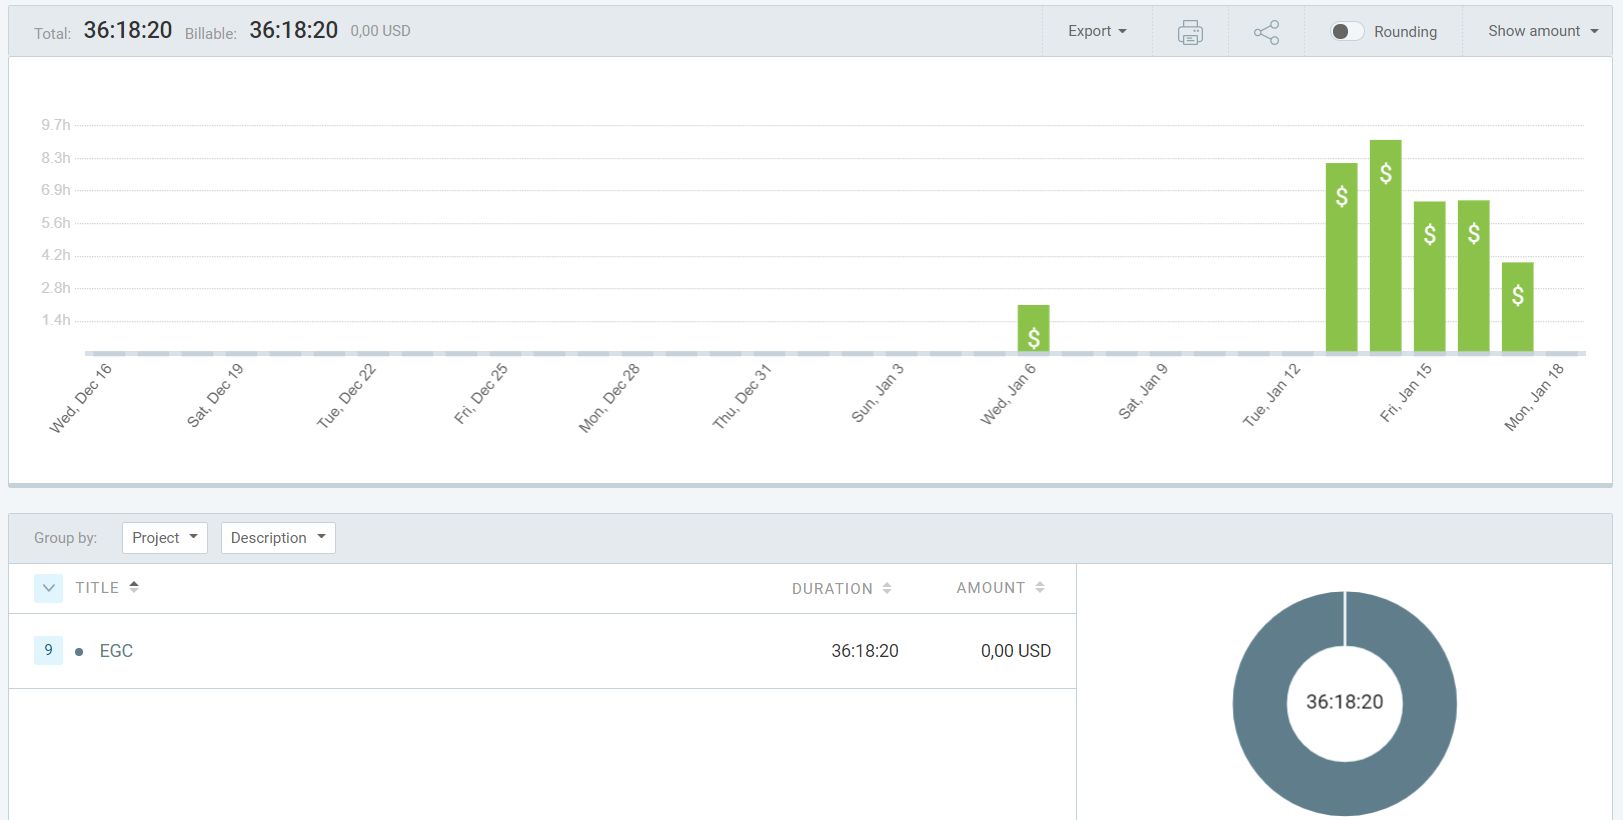 Total: 36:18:20 Billable: 36:18:20 0,00 USD Export Rounding Show amount
9.7h
8.3h
6.9h
5.6h
4.2h
2.8h
1.4h
$ $ $ $ $ $
Wed, Dec 16 Sat, Dec 19 Tue, Dec 22 Fri, Dec 25 Mon, Dec 28 Thu, Dec 31 Sun, Jan 3 Wed, Jan 6 Sat, Jan 9 Tue, Jan 12 Fri, Jan 15 Mon, Jan 18
Group by: Project Description
TITLE DURATION AMOUNT
9 EGC 36:18:20 0,00 USD
36:18:20